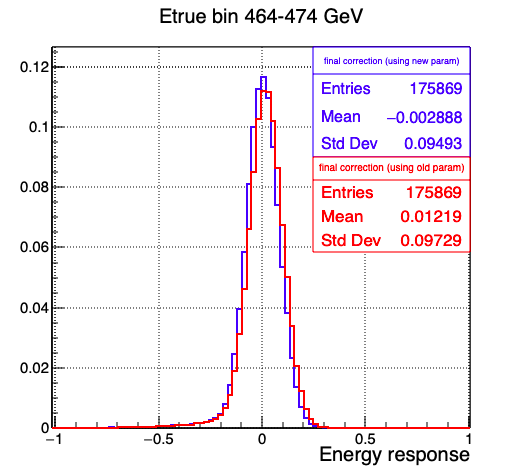 Etrue bin 464-474 GeV
final correction (using new param)
Entries 175869
Mean −0.002888
Std Dev 0.09493
final correction (using old param)
Entries 175869
Mean 0.01219
Std Dev 0.09729
0.12
0.1
0.08
0.06
0.04
0.02
0
−1 −0.5 0 0.5 1
Energy response